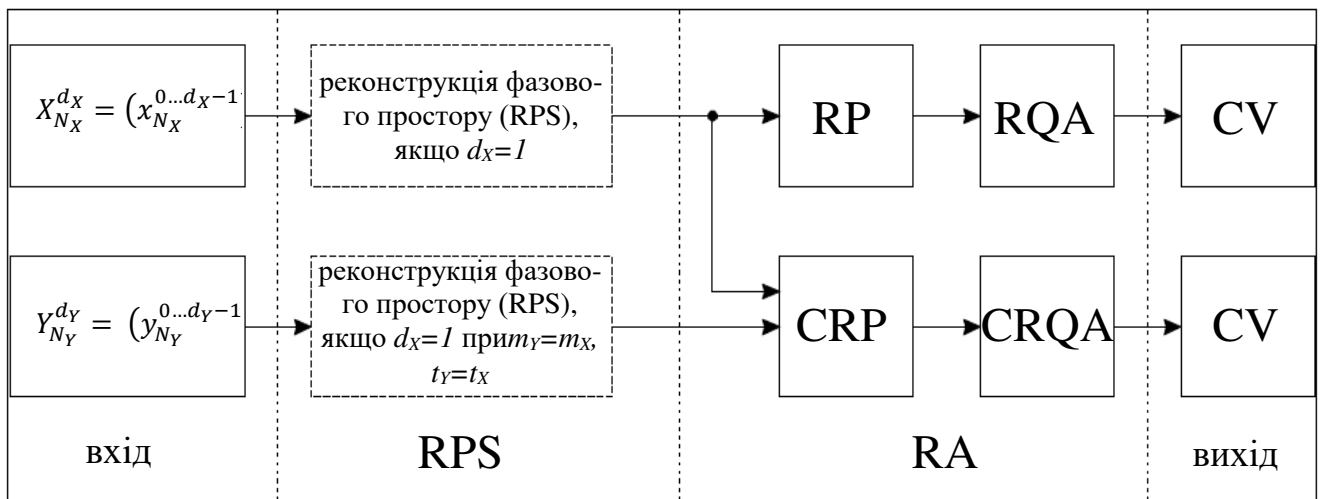 X_{N_X}^{d_X} = (x_{N_X}^{0…d_X−1}
реконструкція фазово-
го простору (RPS),
якщо d_X=1
RP
RQA
CV
Y_{N_Y}^{d_Y} = (y_{N_Y}^{0…d_Y−1}
реконструкція фазово-
го простору (RPS),
якщо d_X=1 приm_Y=m_X,
t_Y=t_X
CRP
CRQA
CV
вхід
RPS
RA
вихід